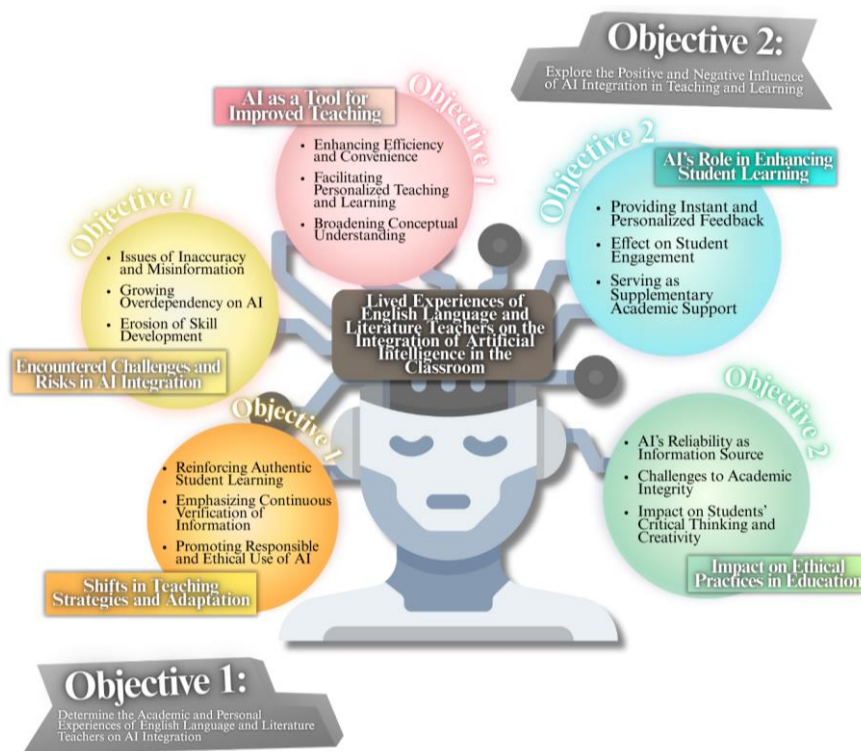 Objective 2:
Explore the Positive and Negative Influence
of AI Integration in Teaching and Learning
AI as a Tool for
Improved Teaching
Objective 1
• Enhancing Efficiency
and Convenience
• Facilitating
Personalized Teaching
and Learning
• Broadening Conceptual
Understanding
Objective 2
AI's Role in Enhancing
Student Learning
• Providing Instant and
Personalized Feedback
• Effect on Student
Engagement
• Serving as
Supplementary
Academic Support
Objective 1
• Issues of Inaccuracy
and Misinformation
• Growing
Overdependency on AI
• Erosion of Skill
Development
Encountered Challenges and
Risks in AI Integration
Lived Experiences of
English Language and
Literature Teachers on the
Integration of Artificial
Intelligence in the
Classroom
Objective 1
• Reinforcing Authentic
Student Learning
• Emphasizing Continuous
Verification of
Information
• Promoting Responsible
and Ethical Use of AI
Shifts in Teaching
Strategies and Adaptation
Objective 2
• AI's Reliability as
Information Source
• Challenges to Academic
Integrity
• Impact on Students'
Critical Thinking and
Creativity
Impact on Ethical
Practices in Education
Objective 1:
Determine the Academic and Personal
Experiences of English Language and Literature
Teachers on AI Integration